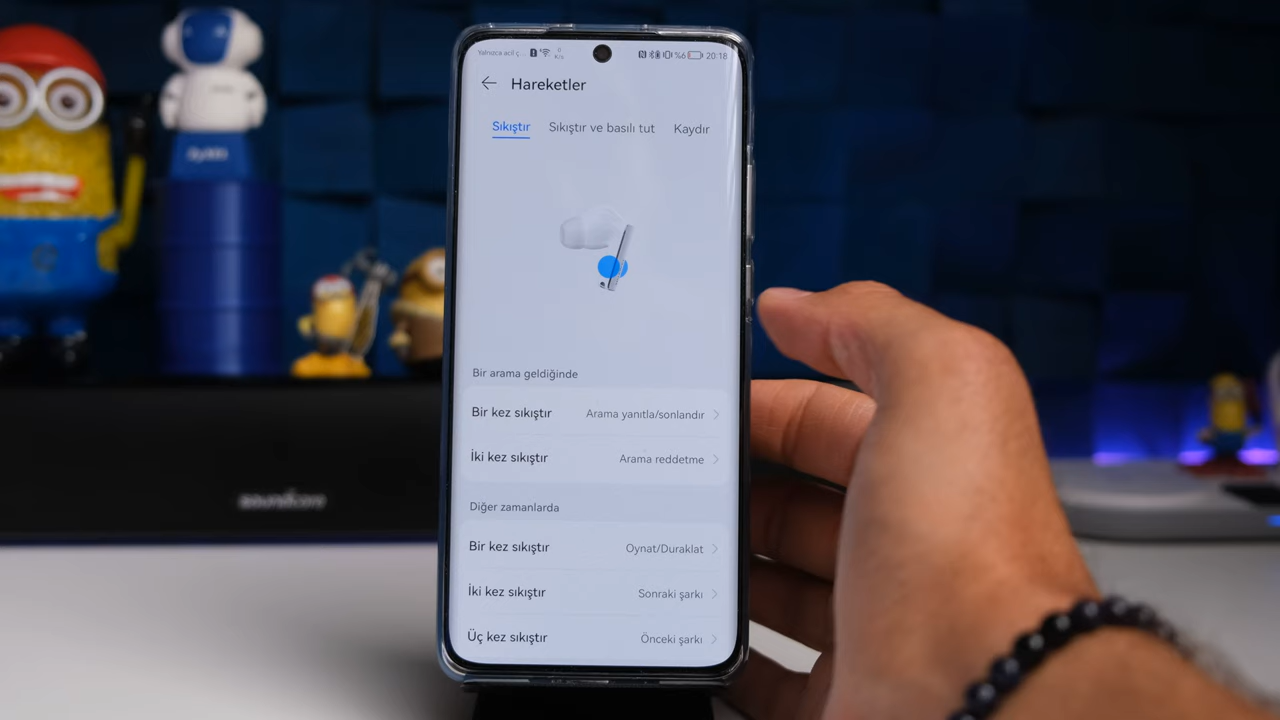 Yalnızca acil ç...
0
K/s
%6
20:18
Hareketler
Sıkıştır
Sıkıştır ve basılı tut
Kaydır
Bir arama geldiğinde
Bir kez sıkıştır
Arama yanıtla/sonlandır
İki kez sıkıştır
Arama reddetme
Diğer zamanlarda
Bir kez sıkıştır
Oynat/Duraklat
İki kez sıkıştır
Sonraki şarkı
Üç kez sıkıştır
Önceki şarkı
soundcore